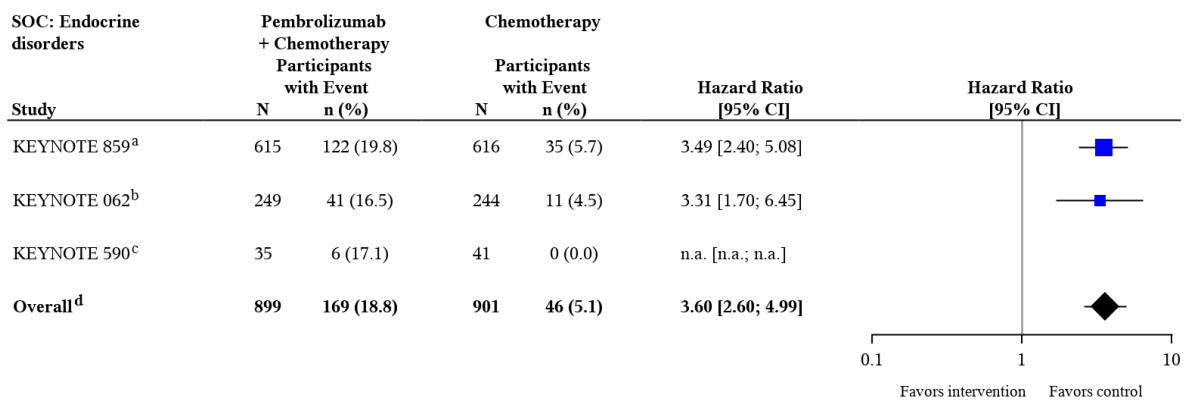 SOC: Endocrine Pembrolizumab Chemotherapy
disorders + Chemotherapy
Participants Participants
with Event with Event Hazard Ratio Hazard Ratio
Study N n (%) N n (%) [95% CI] [95% CI]
KEYNOTE 859a 615 122 (19.8) 616 35 (5.7) 3.49 [2.40; 5.08]
KEYNOTE 062b 249 41 (16.5) 244 11 (4.5) 3.31 [1.70; 6.45]
KEYNOTE 590c 35 6 (17.1) 41 0 (0.0) n.a. [n.a.; n.a.]
Overalld 899 169 (18.8) 901 46 (5.1) 3.60 [2.60; 4.99]
0.1 1 10
Favors intervention Favors control